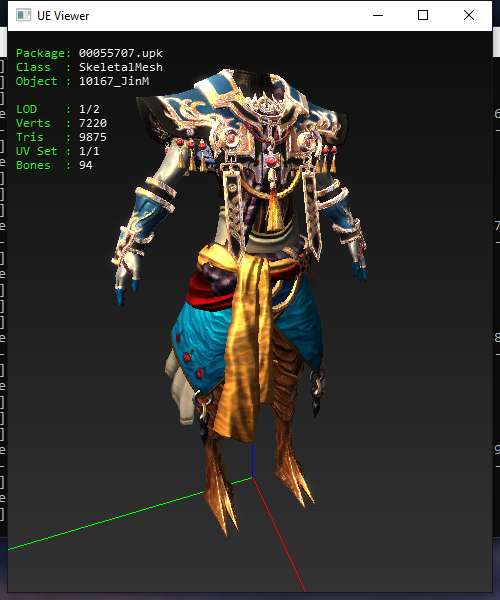 UE Viewer
Package: 00055707.upk
Class  : SkeletalMesh
Object : 10167_JinM
LOD    : 1/2
Verts  : 7220
Tris   : 9875
UV Set : 1/1
Bones  : 94